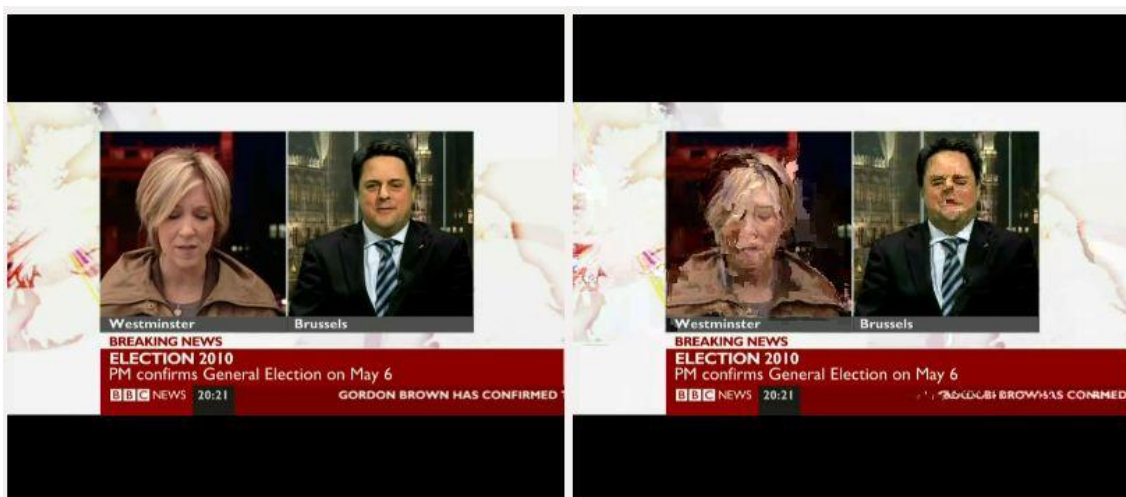 Westminster
Brussels
BREAKING NEWS
ELECTION 2010
PM confirms General Election on May 6
BBC NEWS 20:21 GORDON BROWN HAS CONFIRMED
Westminster
Brussels
BREAKING NEWS
ELECTION 2010
PM confirms General Election on May 6
BBC NEWS 20:21